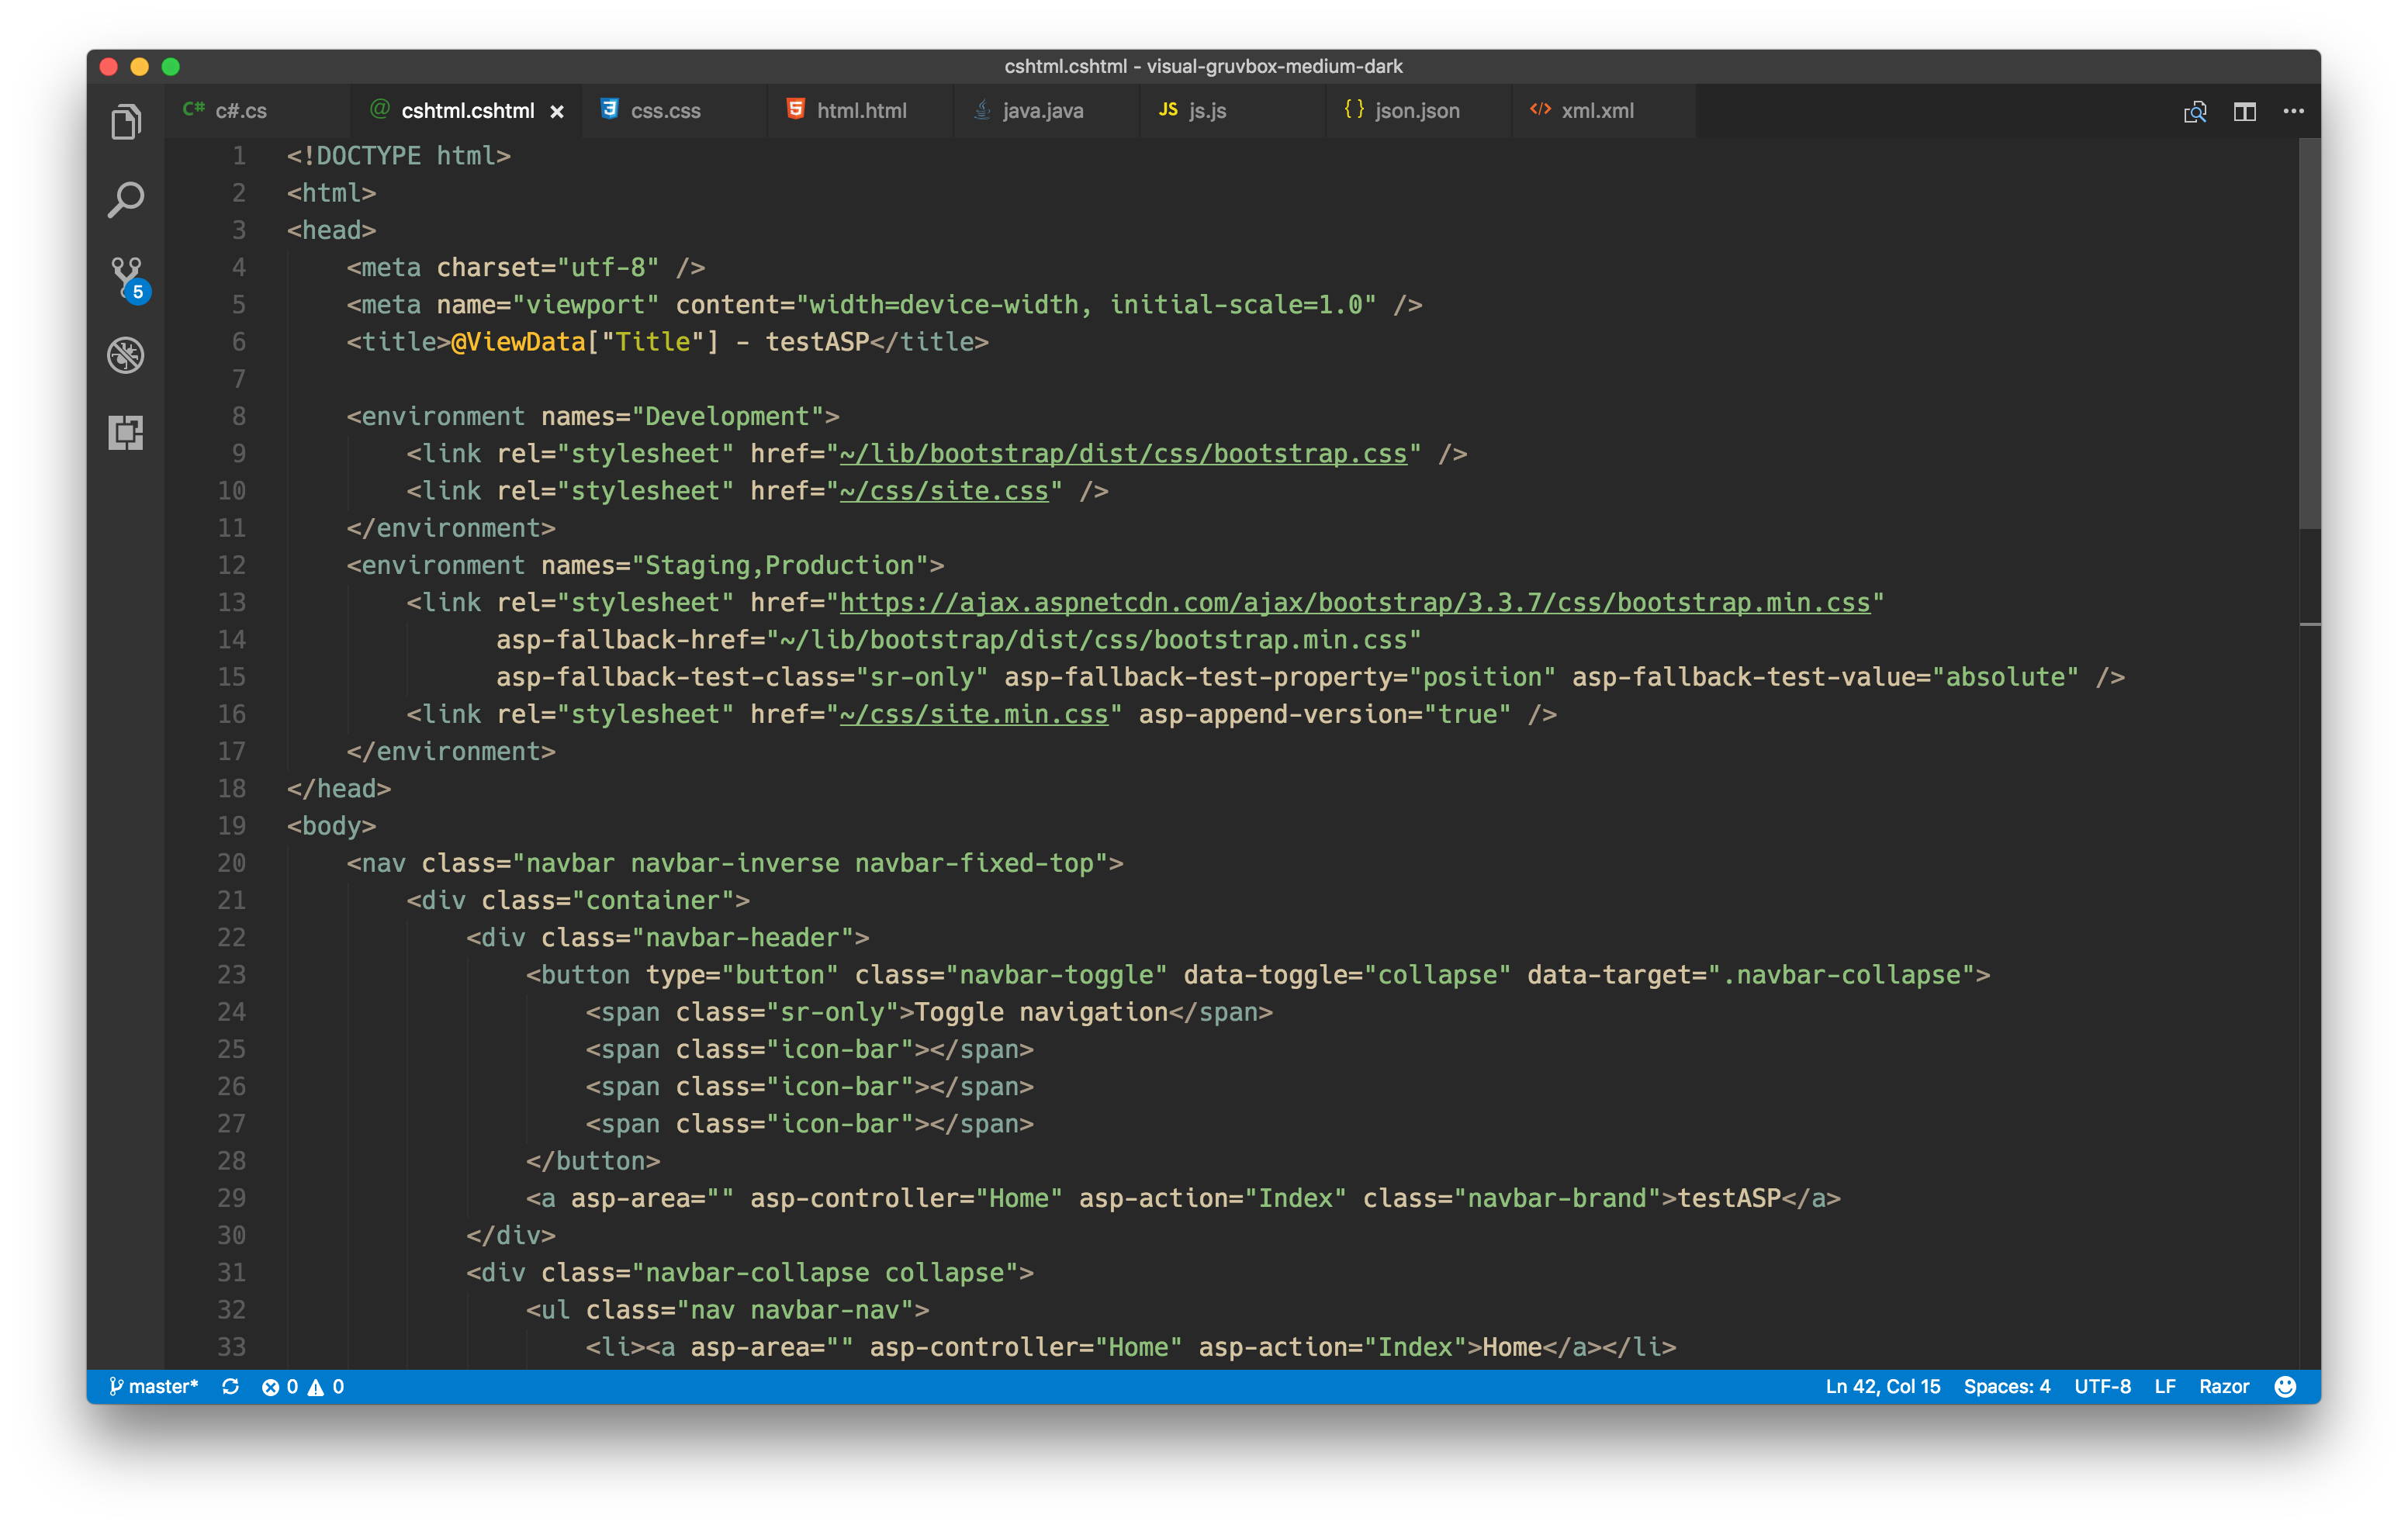 cshtml.cshtml - visual-gruvbox-medium-dark
C# c#.cs @ cshtml.cshtml × 3 css.css 5 html.html java.java JS js.js {} json.json </> xml.xml
5
1 <!DOCTYPE html>
2 <html>
3 <head>
4     <meta charset="utf-8" />
5     <meta name="viewport" content="width=device-width, initial-scale=1.0" />
6     <title>@ViewData["Title"] - testASP</title>
7
8     <environment names="Development">
9         <link rel="stylesheet" href="~/lib/bootstrap/dist/css/bootstrap.css" />
10         <link rel="stylesheet" href="~/css/site.css" />
11     </environment>
12     <environment names="Staging,Production">
13         <link rel="stylesheet" href="https://ajax.aspnetcdn.com/ajax/bootstrap/3.3.7/css/bootstrap.min.css"
14               asp-fallback-href="~/lib/bootstrap/dist/css/bootstrap.min.css"
15               asp-fallback-test-class="sr-only" asp-fallback-test-property="position" asp-fallback-test-value="absolute" />
16         <link rel="stylesheet" href="~/css/site.min.css" asp-append-version="true" />
17     </environment>
18 </head>
19 <body>
20     <nav class="navbar navbar-inverse navbar-fixed-top">
21         <div class="container">
22             <div class="navbar-header">
23                 <button type="button" class="navbar-toggle" data-toggle="collapse" data-target=".navbar-collapse">
24                     <span class="sr-only">Toggle navigation</span>
25                     <span class="icon-bar"></span>
26                     <span class="icon-bar"></span>
27                     <span class="icon-bar"></span>
28                 </button>
29                 <a asp-area="" asp-controller="Home" asp-action="Index" class="navbar-brand">testASP</a>
30             </div>
31             <div class="navbar-collapse collapse">
32                 <ul class="nav navbar-nav">
33                     <li><a asp-area="" asp-controller="Home" asp-action="Index">Home</a></li>
master* 0 0 Ln 42, Col 15 Spaces: 4 UTF-8 LF Razor